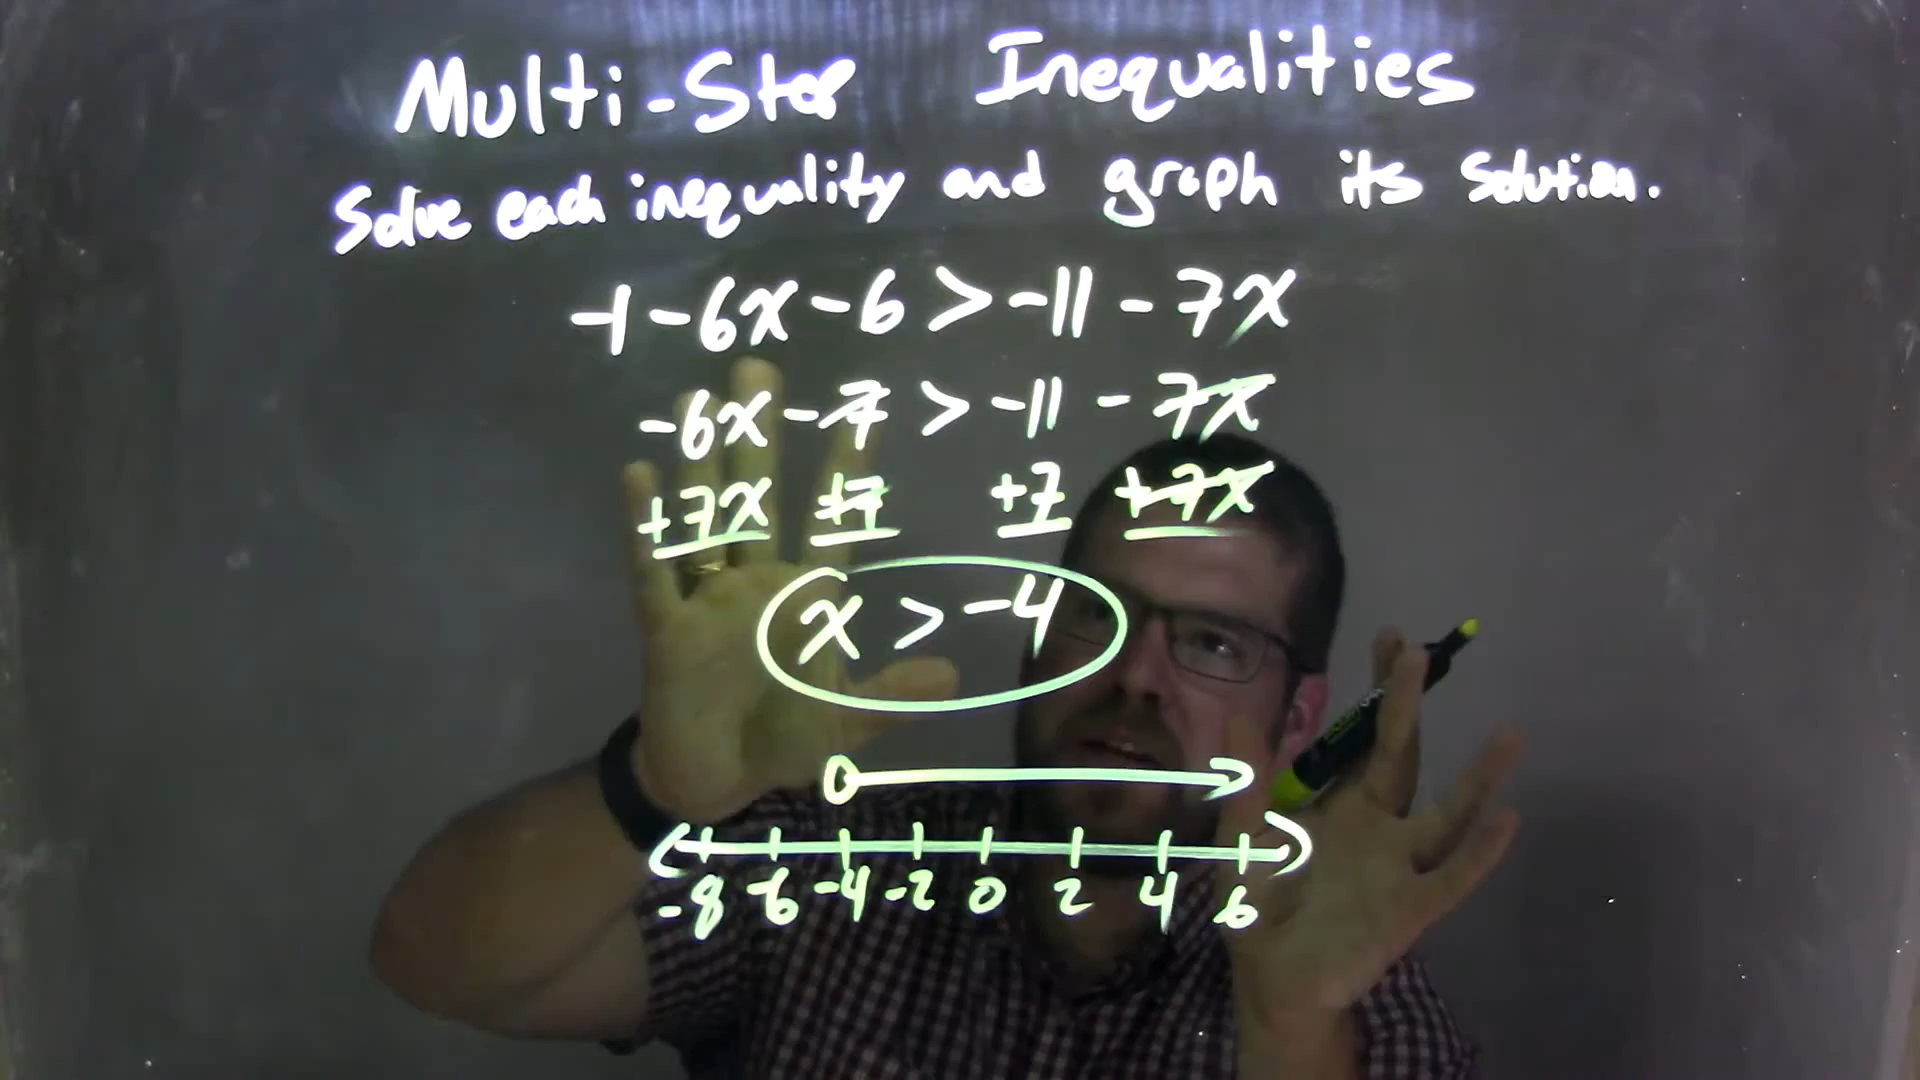 Multi-Step Inequalities
Solve each inequality and graph its solution.
-1 - 6x - 6 > -11 - 7x
-6x - 7 > -11 - 7x
+7x +7 +7 +7x
x > -4
-8 -6 -4 -2 0 2 4 6